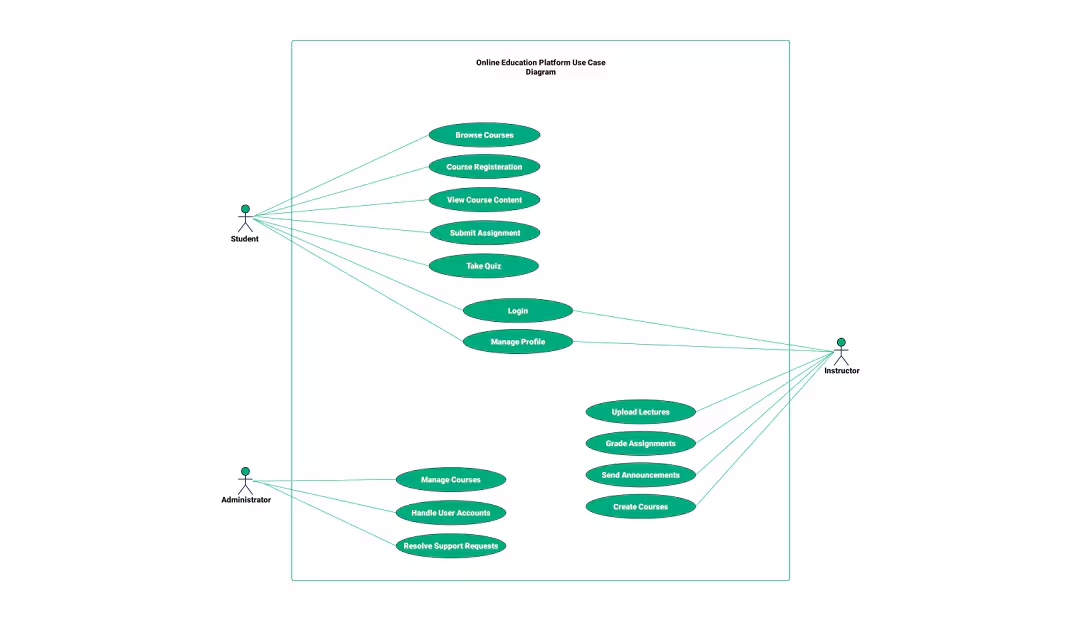 Online Education Platform Use Case
Diagram
Browse Courses
Course Registeration
View Course Content
Student
Submit Assignment
Take Quiz
Login
Manage Profile
Instructor
Upload Lectures
Grade Assignments
Send Announcements
Create Courses
Administrator
Manage Courses
Handle User Accounts
Resolve Support Requests